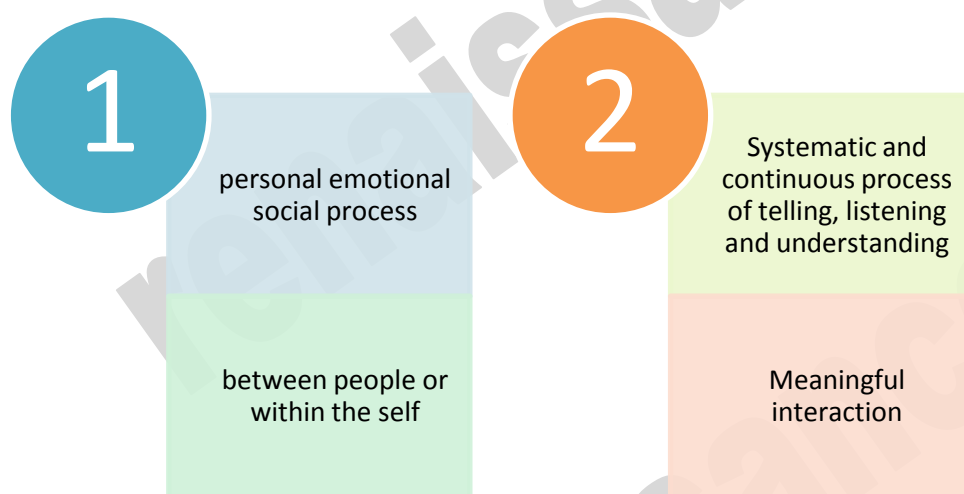 1
personal emotional
social process
between people or
within the self
2
Systematic and
continuous process
of telling, listening
and understanding
Meaningful
interaction